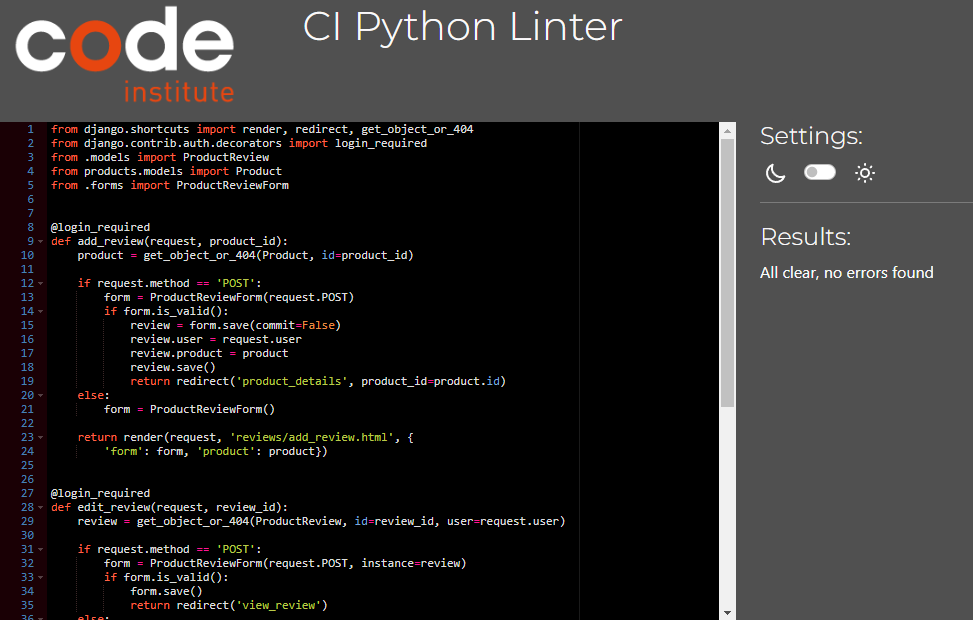 code
institute
CI Python Linter
1 from django.shortcuts import render, redirect, get_object_or_404
2 from django.contrib.auth.decorators import login_required
3 from .models import ProductReview
4 from products.models import Product
5 from .forms import ProductReviewForm
6
7
8 @login_required
9 def add_review(request, product_id):
10     product = get_object_or_404(Product, id=product_id)
11
12     if request.method == 'POST':
13         form = ProductReviewForm(request.POST)
14         if form.is_valid():
15             review = form.save(commit=False)
16             review.user = request.user
17             review.product = product
18             review.save()
19             return redirect('product_details', product_id=product.id)
20     else:
21         form = ProductReviewForm()
22
23     return render(request, 'reviews/add_review.html', {
24         'form': form, 'product': product})
25
26
27 @login_required
28 def edit_review(request, review_id):
29     review = get_object_or_404(ProductReview, id=review_id, user=request.user)
30
31     if request.method == 'POST':
32         form = ProductReviewForm(request.POST, instance=review)
33         if form.is_valid():
34             form.save()
35             return redirect('view_review')
36     else:
Settings:
Results:
All clear, no errors found